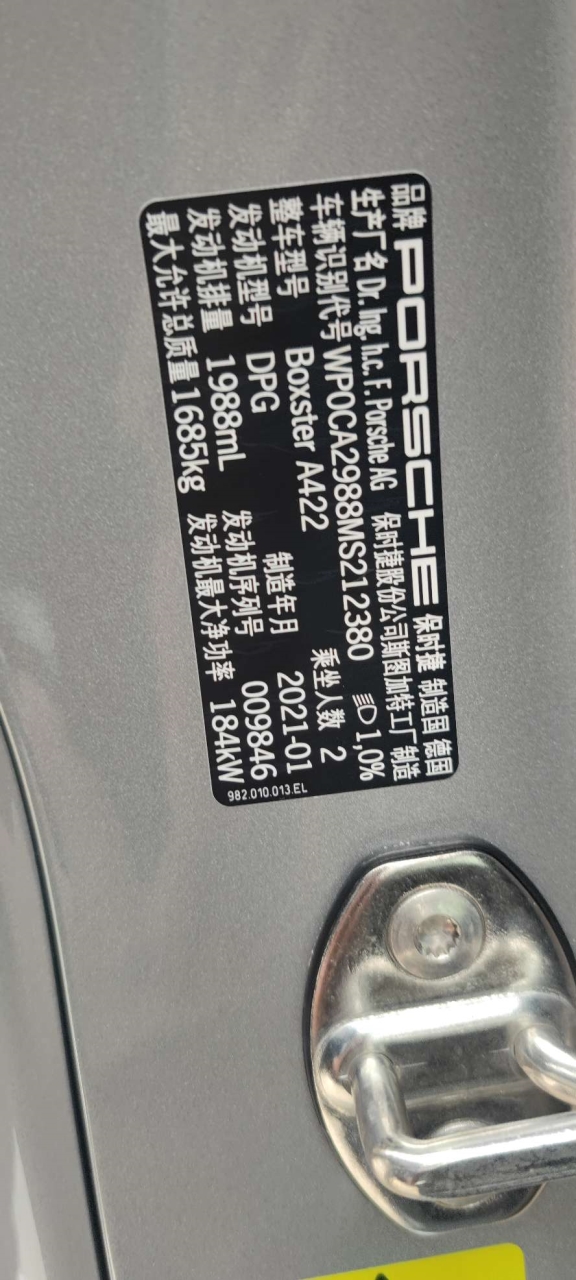 品牌 PORSCHE 保时捷 制造国 德国
生产厂名 Dr. Ing. h.c. F. Porsche AG 保时捷股份公司斯图加特工厂制造
车辆识别代号 WP0CA2988MS212380 1,0%
整车型号 Boxster A422 乘坐人数 2
发动机型号 DPG 制造年月 2021-01
发动机排量 1988mL 发动机序列号 009846
最大允许总质量 1685kg 发动机最大净功率 184kW
982.010.013.EL